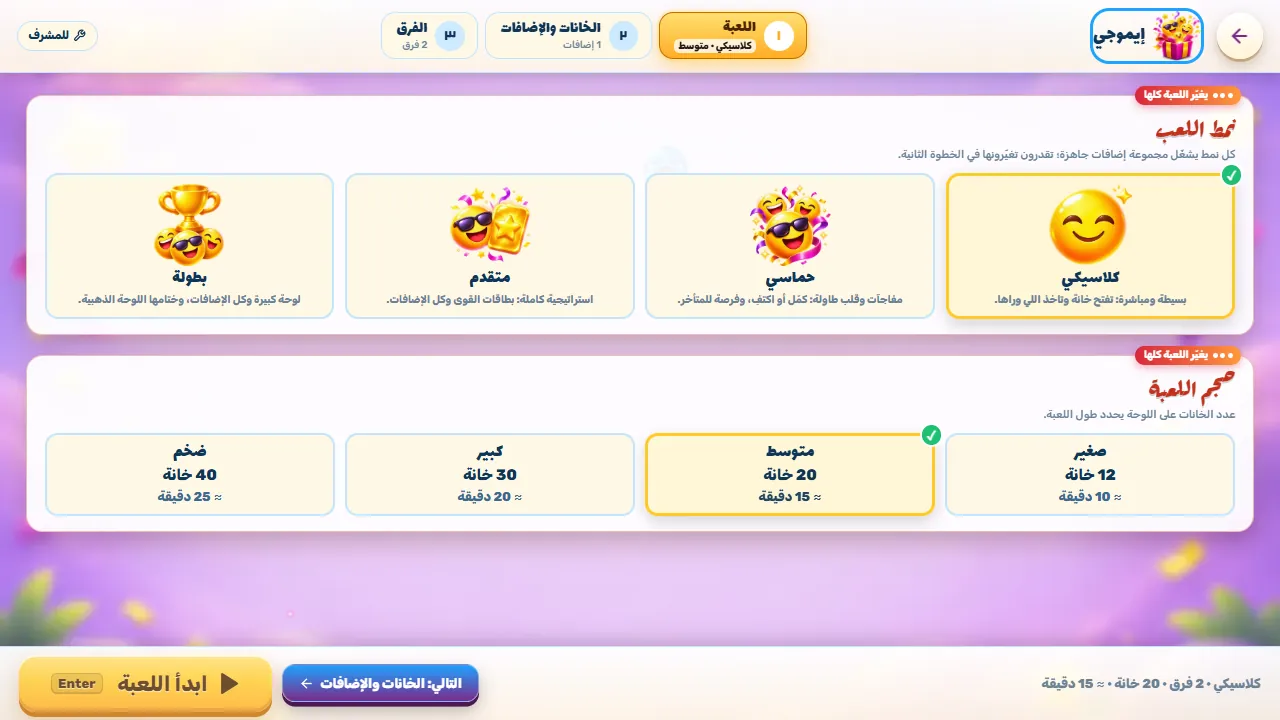 إيموجي
١
اللعبة
كلاسيكي • متوسط
٢
الخانات والإضافات
1 إضافات
٣
الفرق
2 فرق
للمشرف
يغيّر اللعبة كلها
نمط اللعب
كل نمط يشغّل مجموعة إضافات جاهزة؛ تقدرون تغيّرونها في الخطوة الثانية.
كلاسيكي
بسيطة ومباشرة: تفتح خانة وتاخذ اللي وراها.
حماسي
مفاجآت وقلب طاولة: كمّل أو اكتفِ، وفرصة للمتأخر.
متقدم
استراتيجية كاملة: بطاقات القوى وكل الإضافات.
بطولة
لوحة كبيرة وكل الإضافات، وختامها اللوحة الذهبية.
يغيّر اللعبة كلها
حجم اللعبة
عدد الخانات على اللوحة يحدد طول اللعبة.
صغير
12 خانة
≈ 10 دقيقة
متوسط
20 خانة
≈ 15 دقيقة
كبير
30 خانة
≈ 20 دقيقة
ضخم
40 خانة
≈ 25 دقيقة
كلاسيكي • 2 فرق • 20 خانة • ≈ 15 دقيقة
التالي: الخانات والإضافات ←
ابدأ اللعبة Enter